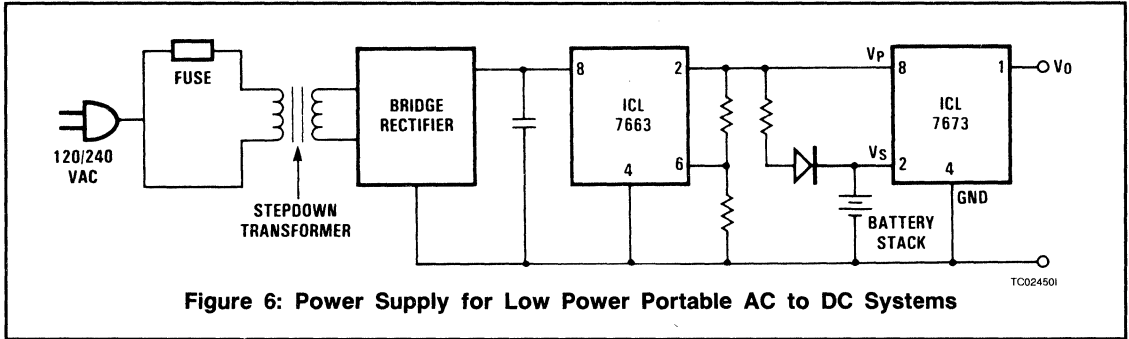 FUSE
120/240
VAC
STEPDOWN
TRANSFORMER
BRIDGE
RECTIFIER
8
ICL
7663
2
6
4
VP
VS
8
ICL
7673
1
2
4
GND
VO
BATTERY
STACK
TC02450I
Figure 6: Power Supply for Low Power Portable AC to DC Systems